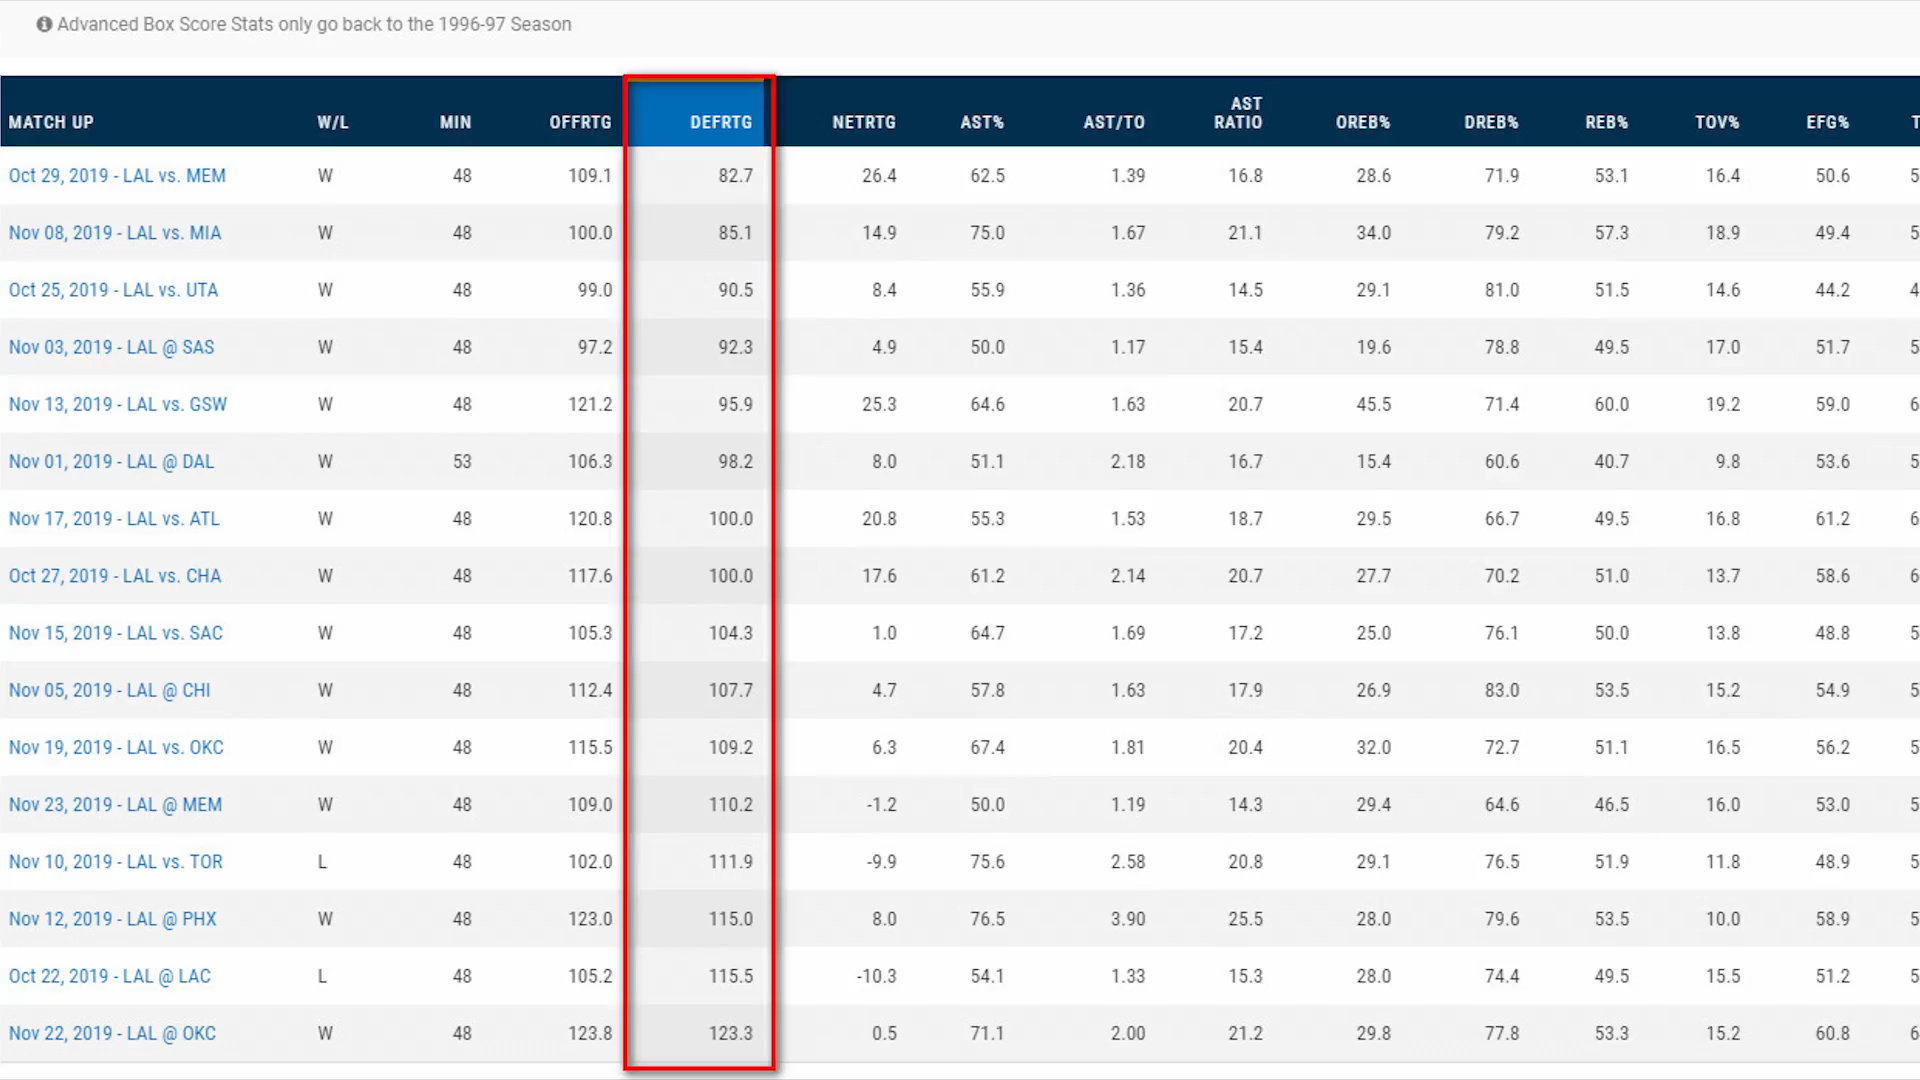 Advanced Box Score Stats only go back to the 1996-97 Season
MATCH UP W/L MIN OFFRTG DEFRTG NETRTG AST% AST/TO AST RATIO OREB% DREB% REB% TOV% EFG% T
Oct 29, 2019 - LAL vs. MEM W 48 109.1 82.7 26.4 62.5 1.39 16.8 28.6 71.9 53.1 16.4 50.6 5
Nov 08, 2019 - LAL vs. MIA W 48 100.0 85.1 14.9 75.0 1.67 21.1 34.0 79.2 57.3 18.9 49.4 5
Oct 25, 2019 - LAL vs. UTA W 48 99.0 90.5 8.4 55.9 1.36 14.5 29.1 81.0 51.5 14.6 44.2 4
Nov 03, 2019 - LAL @ SAS W 48 97.2 92.3 4.9 50.0 1.17 15.4 19.6 78.8 49.5 17.0 51.7 5
Nov 13, 2019 - LAL vs. GSW W 48 121.2 95.9 25.3 64.6 1.63 20.7 45.5 71.4 60.0 19.2 59.0 6
Nov 01, 2019 - LAL @ DAL W 53 106.3 98.2 8.0 51.1 2.18 16.7 15.4 60.6 40.7 9.8 53.6 5
Nov 17, 2019 - LAL vs. ATL W 48 120.8 100.0 20.8 55.3 1.53 18.7 29.5 66.7 49.5 16.8 61.2 6
Oct 27, 2019 - LAL vs. CHA W 48 117.6 100.0 17.6 61.2 2.14 20.7 27.7 70.2 51.0 13.7 58.6 6
Nov 15, 2019 - LAL vs. SAC W 48 105.3 104.3 1.0 64.7 1.69 17.2 25.0 76.1 50.0 13.8 48.8 5
Nov 05, 2019 - LAL @ CHI W 48 112.4 107.7 4.7 57.8 1.63 17.9 26.9 83.0 53.5 15.2 54.9 5
Nov 19, 2019 - LAL vs. OKC W 48 115.5 109.2 6.3 67.4 1.81 20.4 32.0 72.7 51.1 16.5 56.2 5
Nov 23, 2019 - LAL @ MEM W 48 109.0 110.2 -1.2 50.0 1.19 14.3 29.4 64.6 46.5 16.0 53.0 5
Nov 10, 2019 - LAL vs. TOR L 48 102.0 111.9 -9.9 75.6 2.58 20.8 29.1 76.5 51.9 11.8 48.9 5
Nov 12, 2019 - LAL @ PHX W 48 123.0 115.0 8.0 76.5 3.90 25.5 28.0 79.6 53.5 10.0 58.9 5
Oct 22, 2019 - LAL @ LAC L 48 105.2 115.5 -10.3 54.1 1.33 15.3 28.0 74.4 49.5 15.5 51.2 5
Nov 22, 2019 - LAL @ OKC W 48 123.8 123.3 0.5 71.1 2.00 21.2 29.8 77.8 53.3 15.2 60.8 6